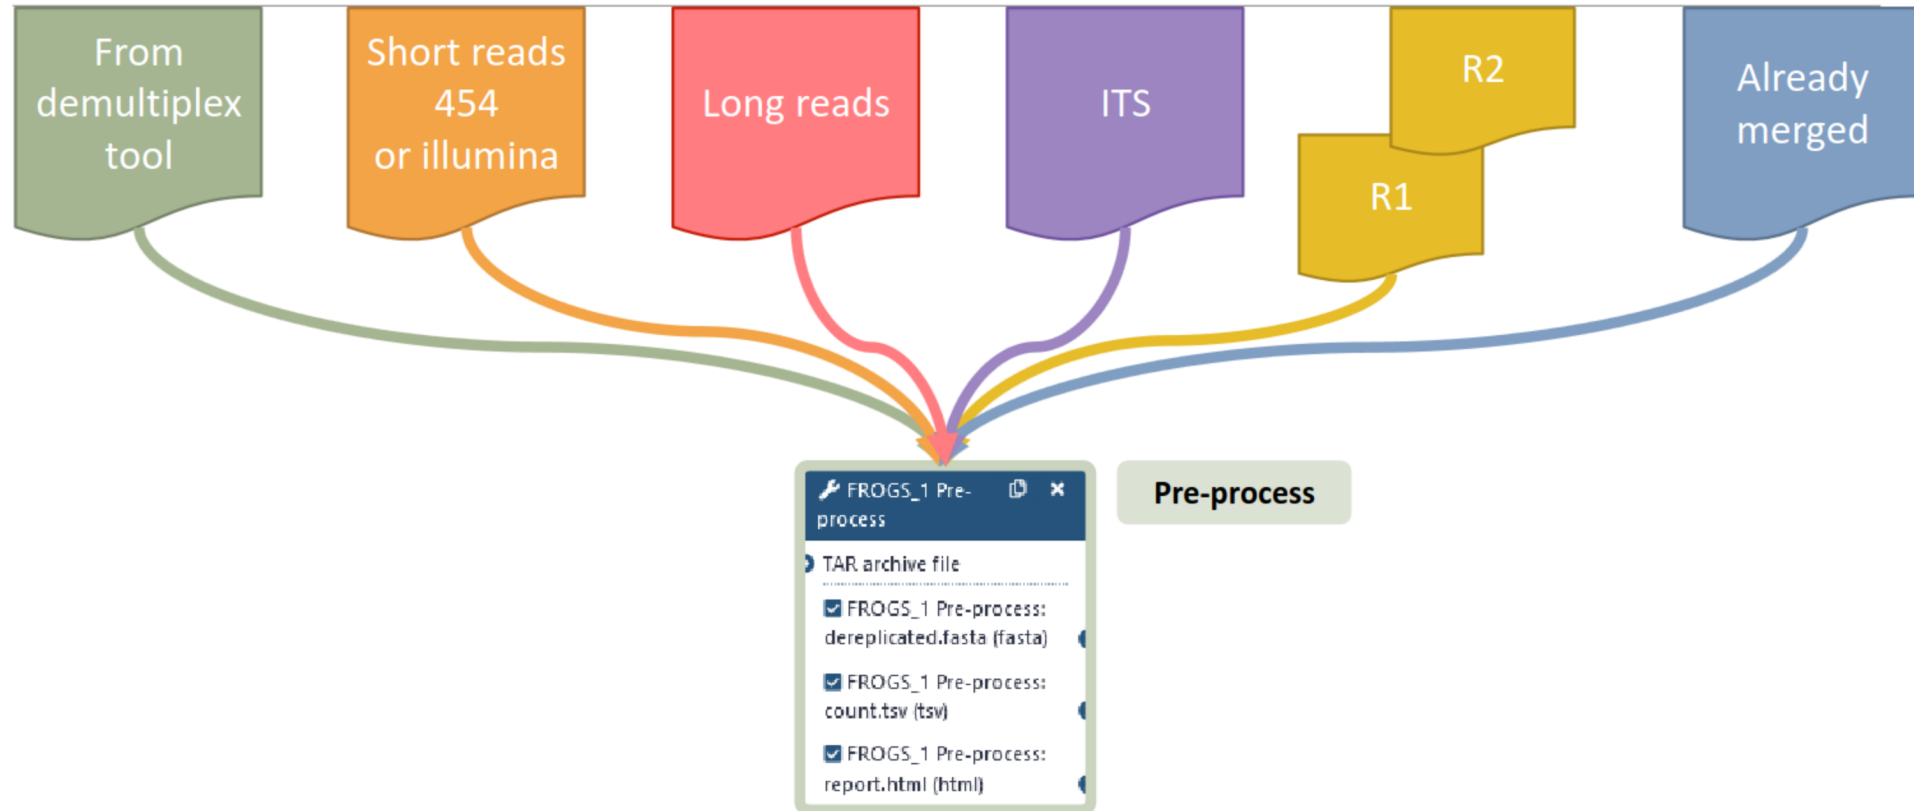 From
demultiplex
tool
Short reads
454
or illumina
Long reads
ITS
R2
R1
Already
merged
FROGS_1 Pre-
process
Pre-process
TAR archive file
FROGS_1 Pre-process:
dereplicated.fasta (fasta)
FROGS_1 Pre-process:
count.tsv (tsv)
FROGS_1 Pre-process:
report.html (html)